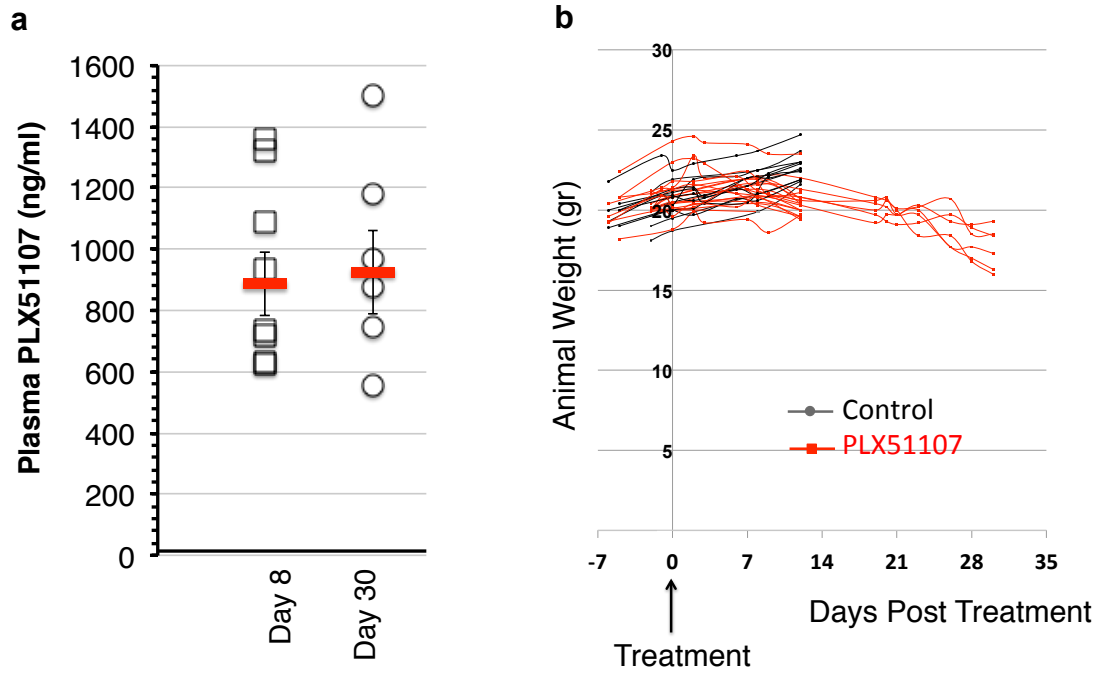 a
Plasma PLX51107 (ng/ml)
1600
1400
1200
1000
800
600
400
200
0
Day 8
Day 30
b
Animal Weight (gr)
30
25
20
15
10
5
Control
PLX51107
-7 0 7 14 21 28 35
Days Post Treatment
Treatment